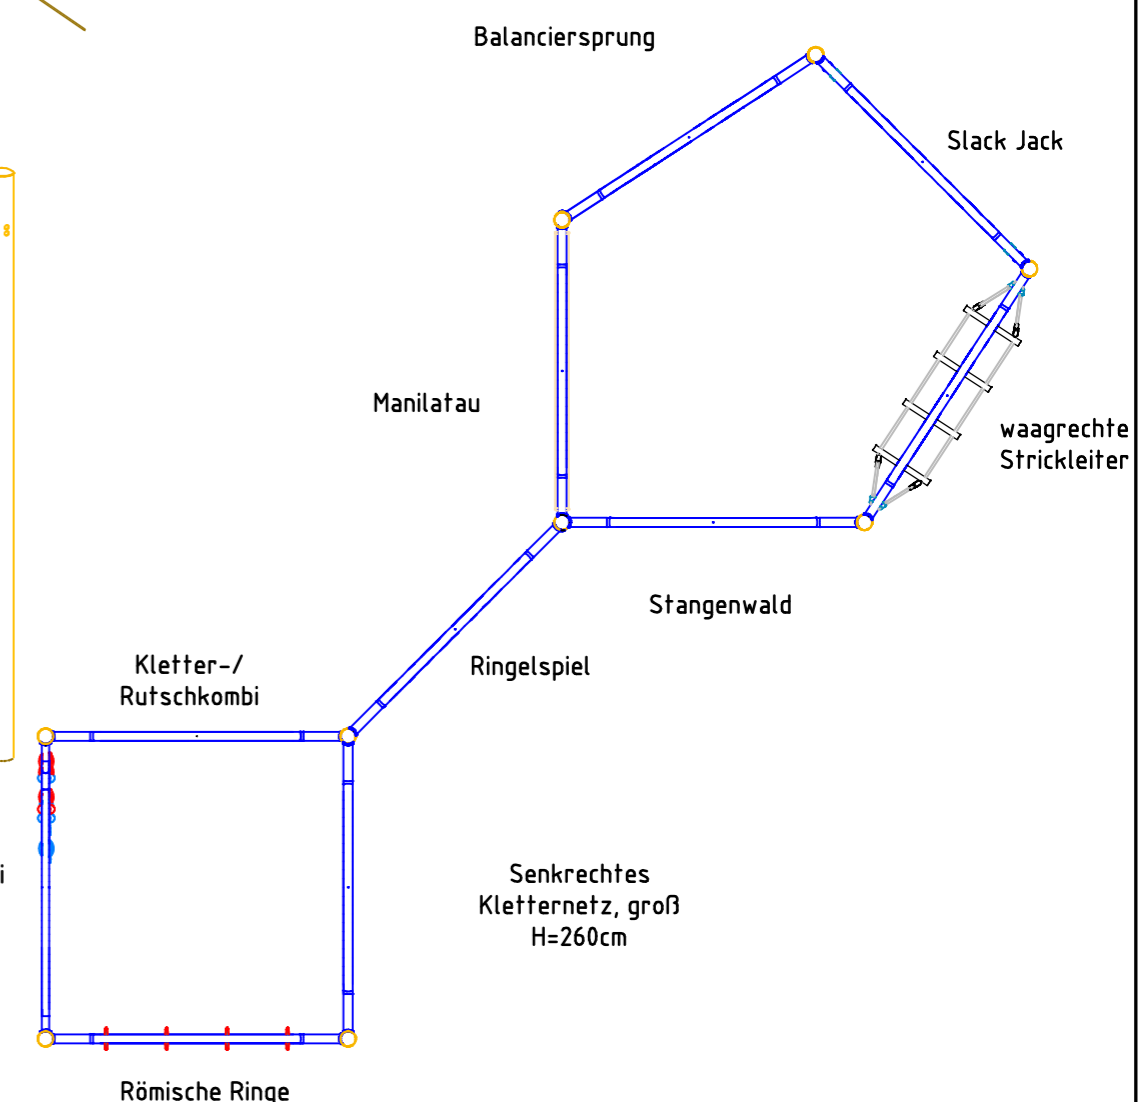 Balanciersprung
Slack Jack
Manilatau
waagrechte
Strickleiter
Stangenwald
Kletter-/
Rutschkombi
Ringelspiel
i
Senkrechtes
Kletternetz, groß
H=260cm
Römische Ringe